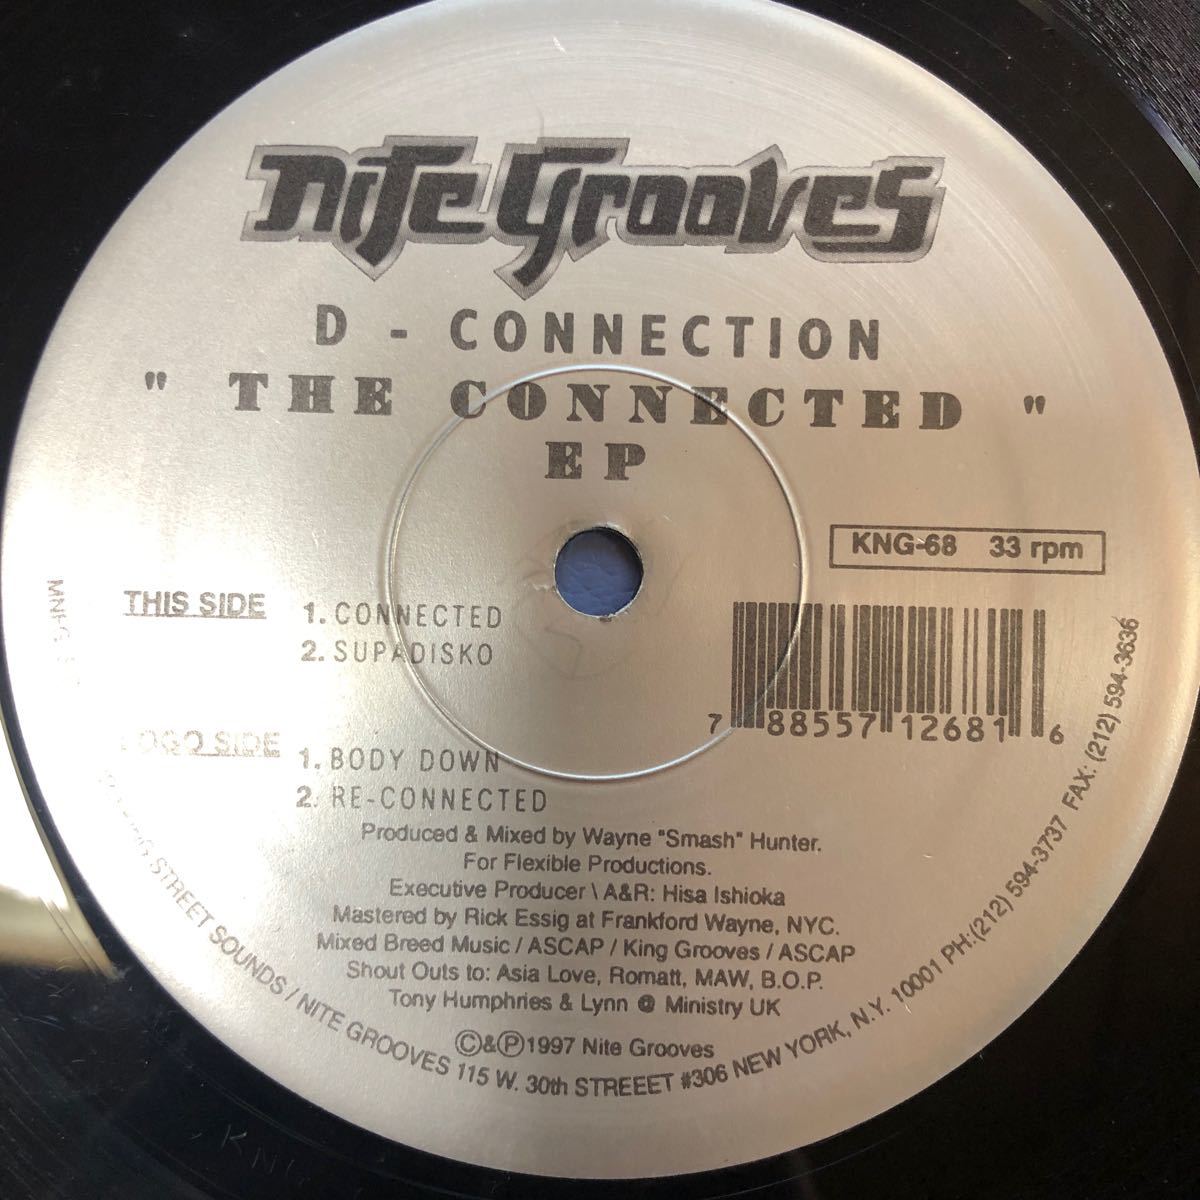 Nite Grooves
D - CONNECTION
" THE CONNECTED "
EP
KNG-68 33 rpm
THIS SIDE
1. CONNECTED
2. SUPADISKO
7 88557 12681 6
LOGO SIDE
1. BODY DOWN
2. RE-CONNECTED
Produced & Mixed by Wayne "Smash" Hunter.
For Flexible Productions.
Executive Producer \ A&R: Hisa Ishioka
Mastered by Rick Essig at Frankford Wayne, NYC.
Mixed Breed Music / ASCAP / King Grooves / ASCAP
Shout Outs to: Asia Love, Romatt, MAW, B.O.P.
Tony Humphries & Lynn @ Ministry UK
©&℗1997 Nite Grooves
STREET SOUNDS / NITE GROOVES 115 W. 30th STREEET #306 NEW YORK, N.Y. 10001 PH:(212) 594-3737 FAX: (212) 594-3636